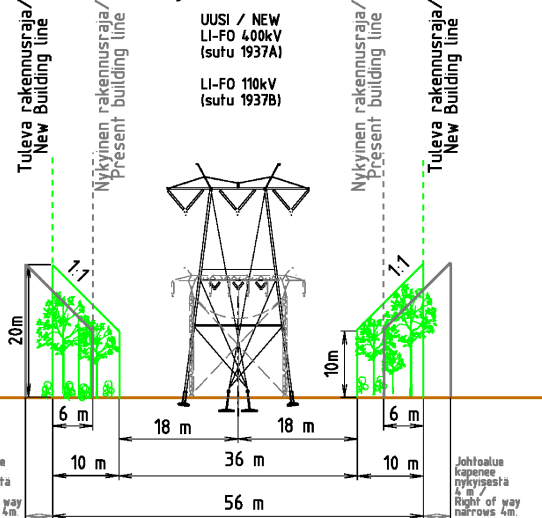 UUSI / NEW
LI-FO 400kV
(sutu 1937A)
LI-FO 110kV
(sutu 1937B)
Tuleva rakennusraja/
New Building line
Nykyinen rakennusraja/
Present building line
Nykyinen rakennusraja/
Present building line
Tuleva rakennusraja/
New Building line
1:1
1:1
20m
10m
6 m
18 m
18 m
6 m
10 m
36 m
10 m
56 m
way
4m.
Johtoalue
kapenee
nykyisestä
4 m /
Right of way
narrows 4m.